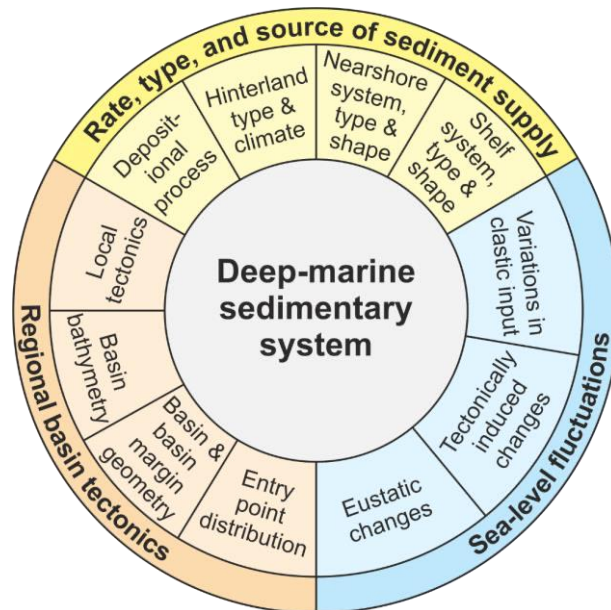 Rate, type, and source of sediment supply
Deposit-
ional
process
Hinterland
type &
climate
Nearshore
system,
type &
shape
Shelf
system,
type &
shape
Sea-level fluctuations
Variations in
clastic input
Tectonically
induced
changes
Eustatic
changes
Regional basin tectonics
Local
tectonics
Basin
bathymetry
Basin &
basin
margin
geometry
Entry
point
distribution
Deep-marine
sedimentary
system